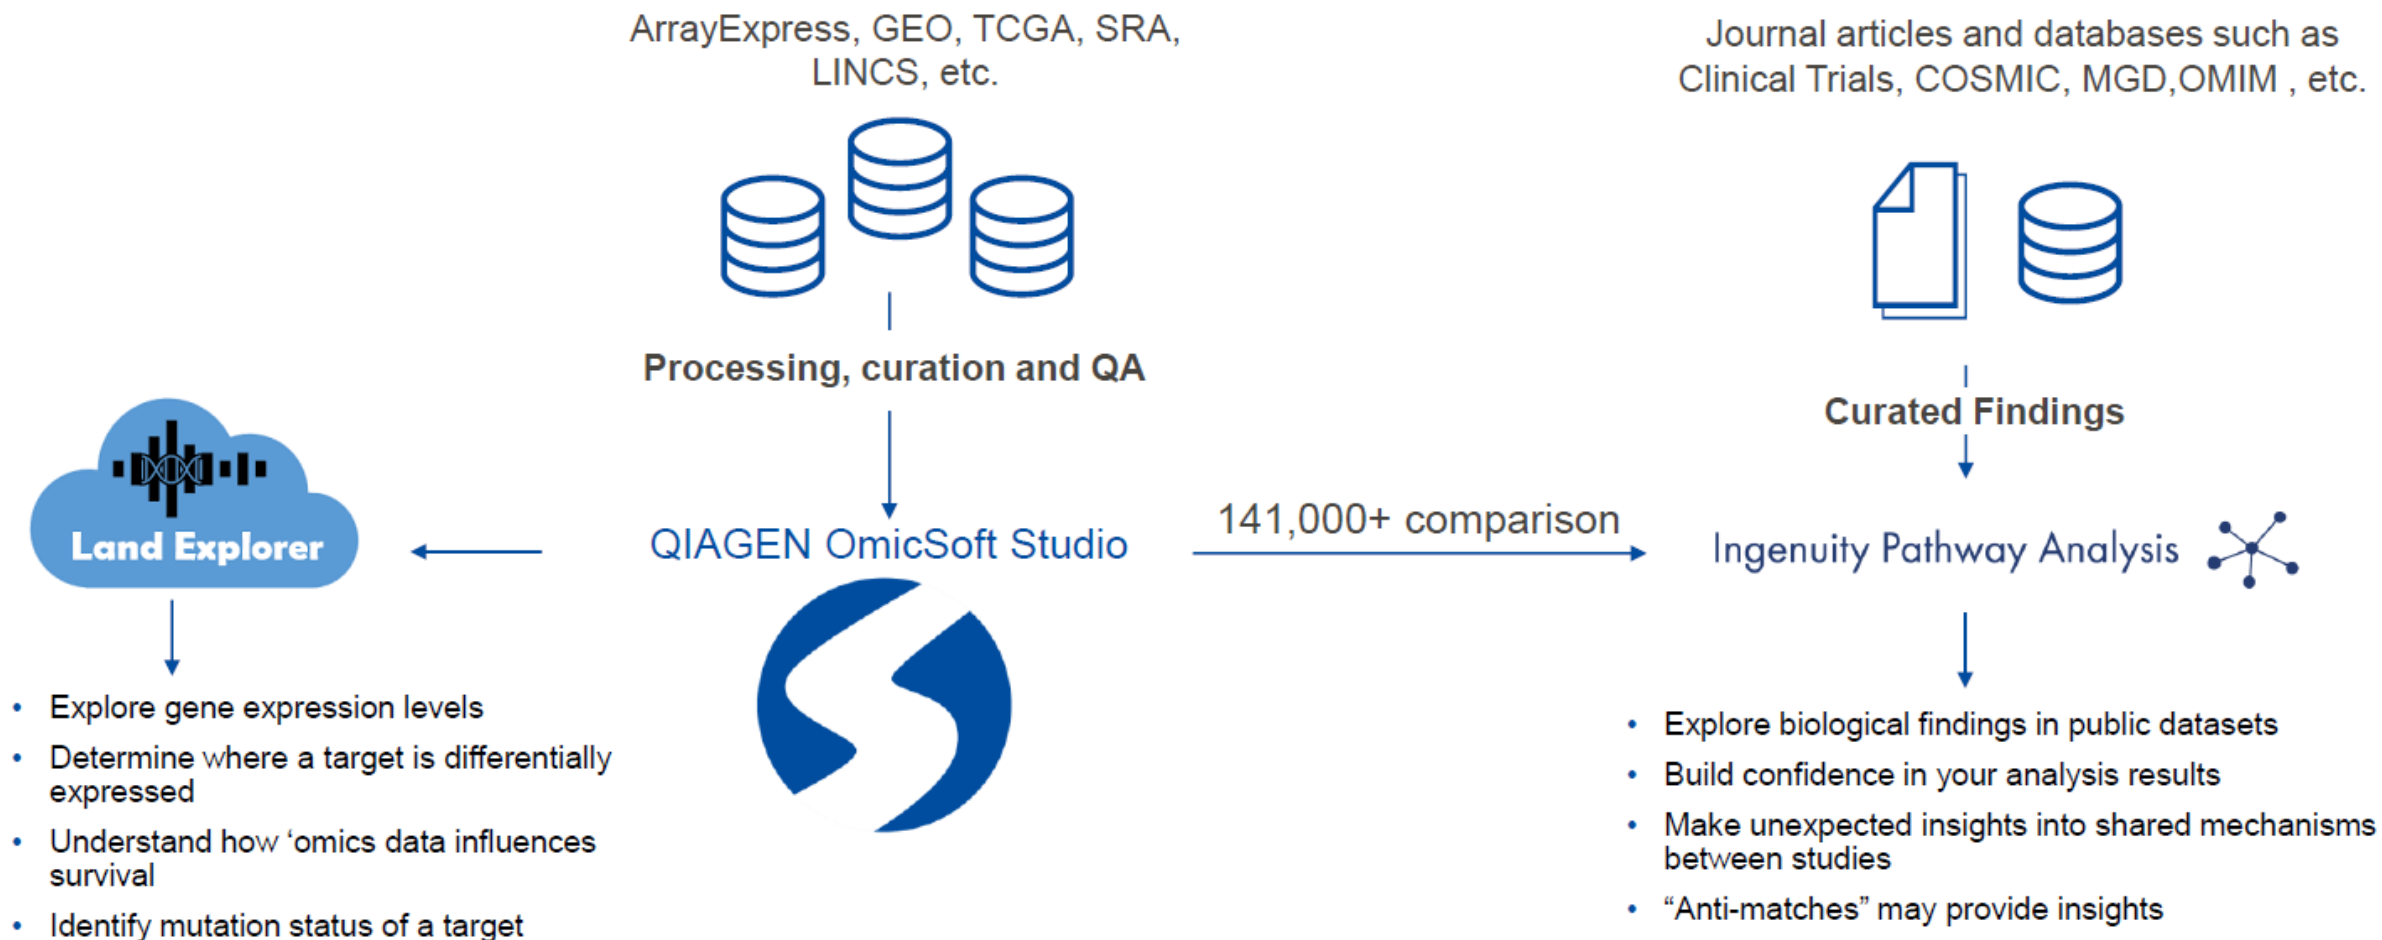 ArrayExpress, GEO, TCGA, SRA,
LINCS, etc.
Journal articles and databases such as
Clinical Trials, COSMIC, MGD,OMIM , etc.
Processing, curation and QA
Curated Findings
Land Explorer
QIAGEN OmicSoft Studio
141,000+ comparison
Ingenuity Pathway Analysis
• Explore gene expression levels
• Determine where a target is differentially
expressed
• Understand how ‘omics data influences
survival
• Identify mutation status of a target
• Explore biological findings in public datasets
• Build confidence in your analysis results
• Make unexpected insights into shared mechanisms
between studies
• “Anti-matches” may provide insights